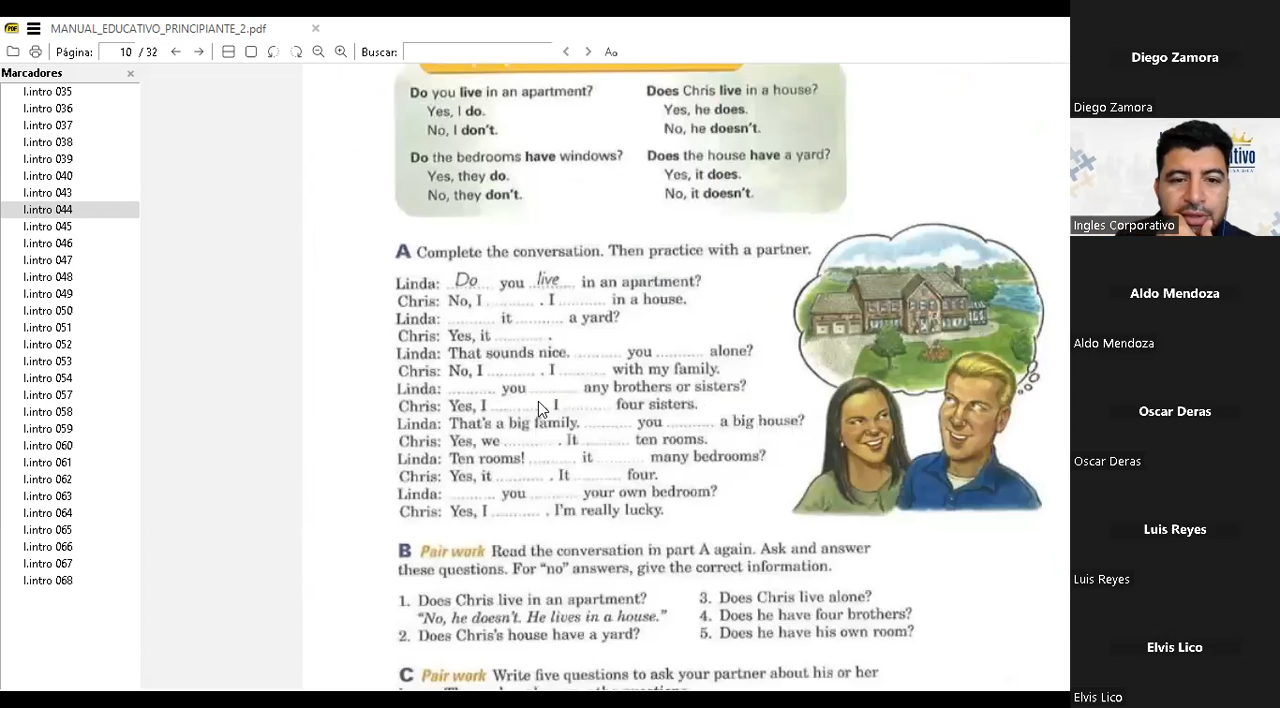 MANUAL_EDUCATIVO_PRINCIPIANTE_2.pdf
Página: 10 / 32 Buscar: Aa
Marcadores
I.intro 035
I.intro 036
I.intro 037
I.intro 038
I.intro 039
I.intro 040
I.intro 043
I.intro 044
I.intro 045
I.intro 046
I.intro 047
I.intro 048
I.intro 049
I.intro 050
I.intro 051
I.intro 052
I.intro 053
I.intro 054
I.intro 057
I.intro 058
I.intro 059
I.intro 060
I.intro 061
I.intro 062
I.intro 063
I.intro 064
I.intro 065
I.intro 066
I.intro 067
I.intro 068
Do you live in an apartment?
Yes, I do.
No, I don't.
Do the bedrooms have windows?
Yes, they do.
No, they don't.
Does Chris live in a house?
Yes, he does.
No, he doesn't.
Does the house have a yard?
Yes, it does.
No, it doesn't.
A Complete the conversation. Then practice with a partner.
Linda: Do you live in an apartment?
Chris: No, I .......... . I .......... in a house.
Linda: .......... it .......... a yard?
Chris: Yes, it .......... .
Linda: That sounds nice. .......... you .......... alone?
Chris: No, I .......... . I .......... with my family.
Linda: .......... you .......... any brothers or sisters?
Chris: Yes, I .......... I .......... four sisters.
Linda: That's a big family. .......... you .......... a big house?
Chris: Yes, we .......... . It .......... ten rooms.
Linda: Ten rooms! .......... it .......... many bedrooms?
Chris: Yes, it .......... . It .......... four.
Linda: .......... you .......... your own bedroom?
Chris: Yes, I .......... . I'm really lucky.
B Pair work Read the conversation in part A again. Ask and answer
these questions. For "no" answers, give the correct information.
1. Does Chris live in an apartment?
"No, he doesn't. He lives in a house."
2. Does Chris's house have a yard?
3. Does Chris live alone?
4. Does he have four brothers?
5. Does he have his own room?
C Pair work Write five questions to ask your partner about his or her
Diego Zamora
Diego Zamora
Ingles Corporativo
Aldo Mendoza
Aldo Mendoza
Oscar Deras
Oscar Deras
Luis Reyes
Luis Reyes
Elvis Lico
Elvis Lico